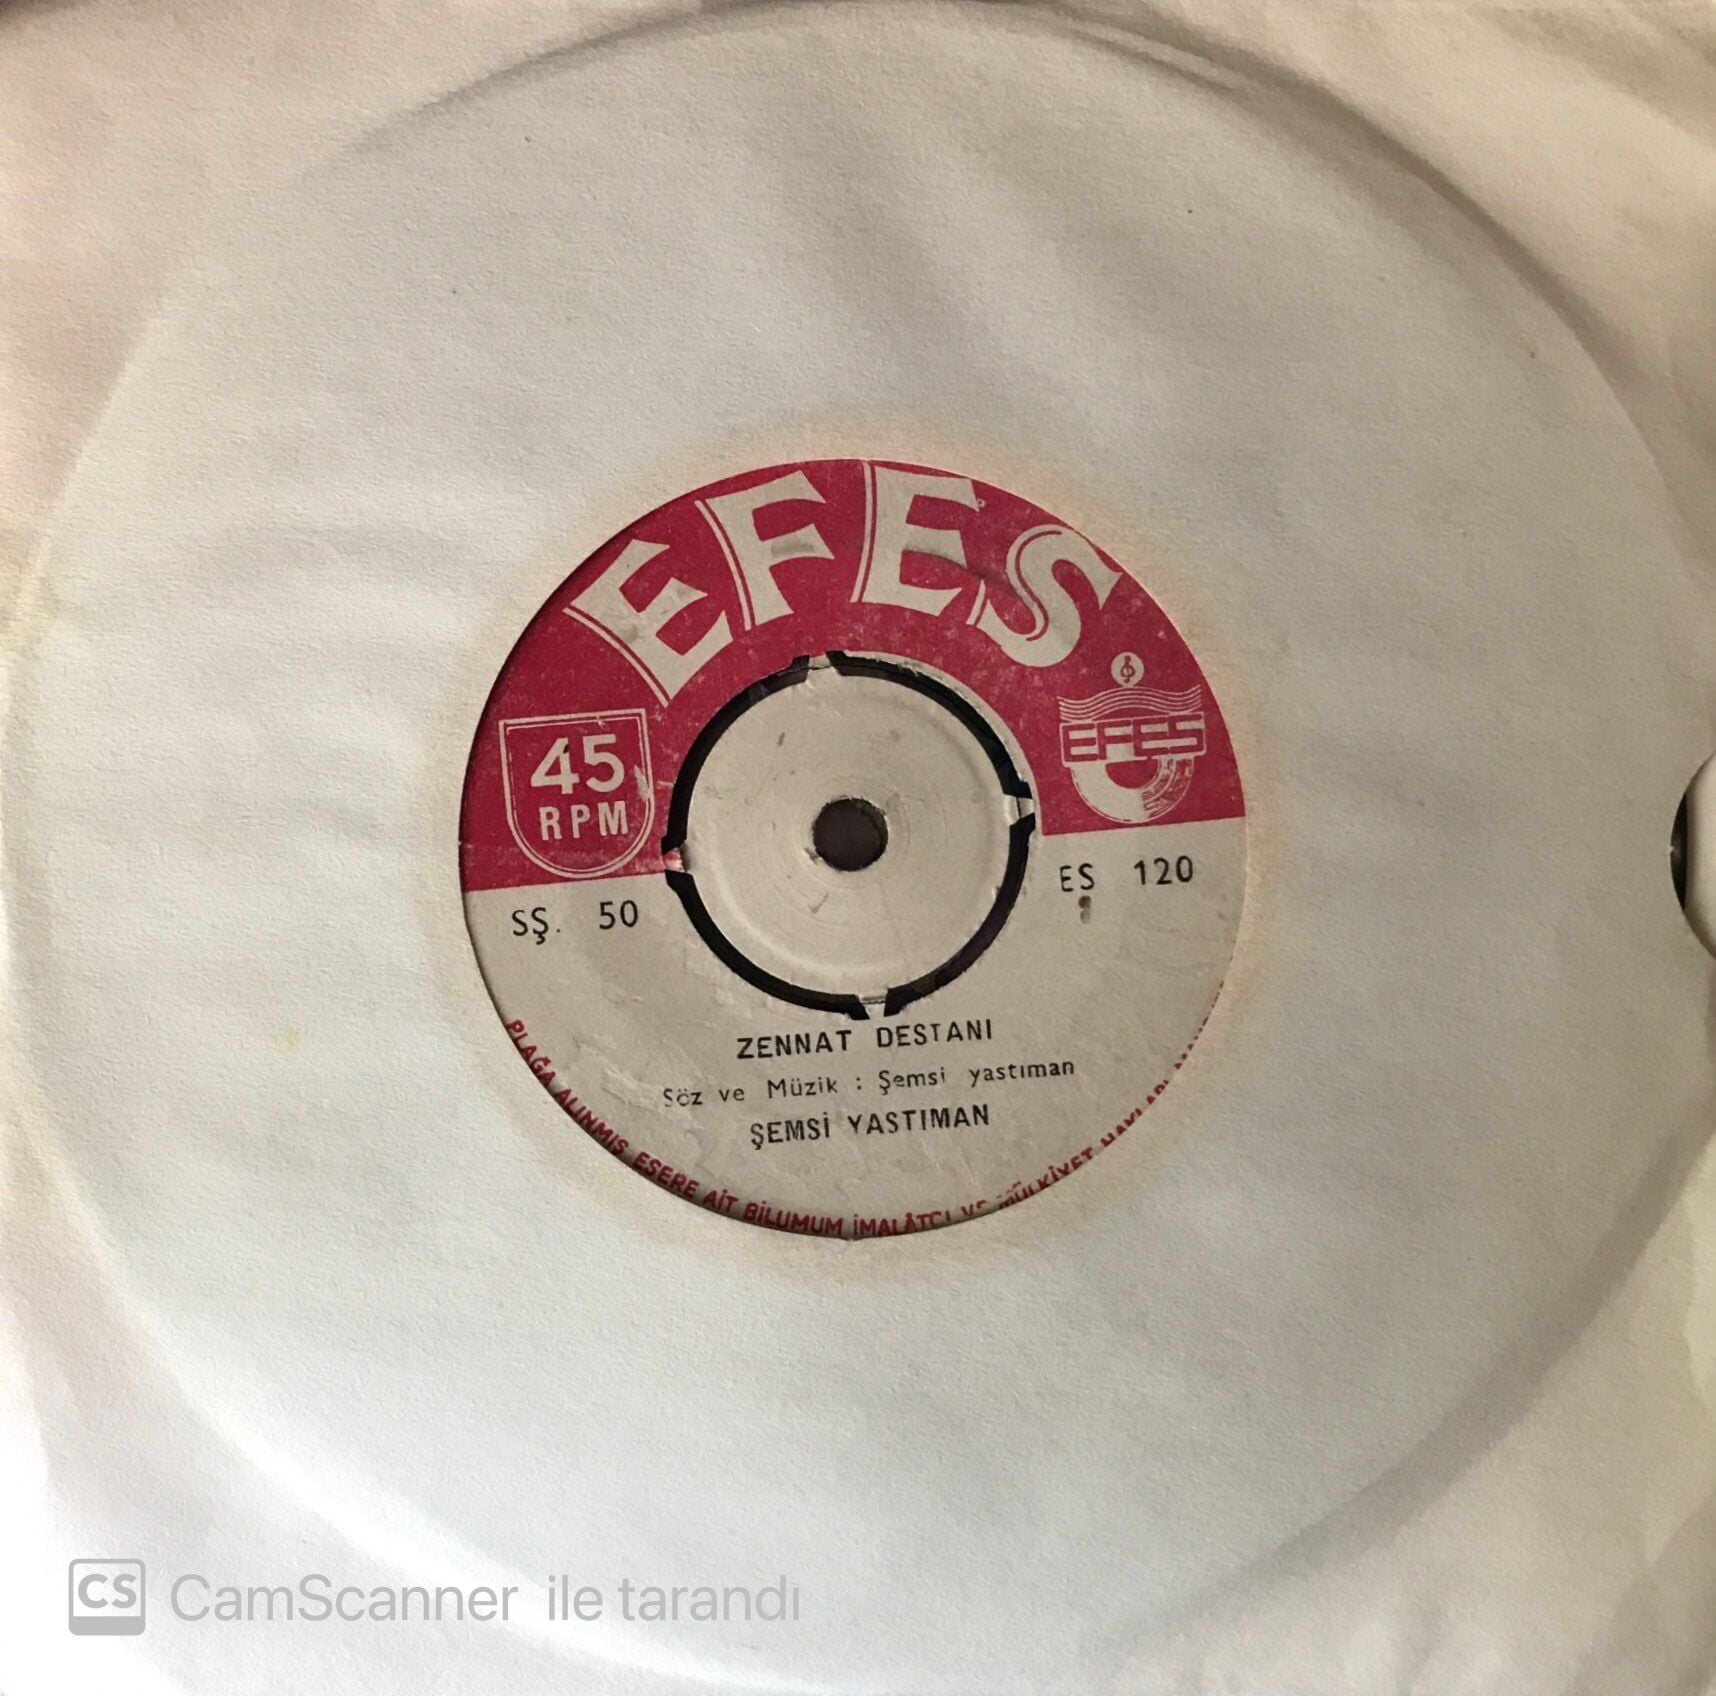 EFES
45
RPM
EFES
SŞ. 50
ES 120
ZENNAT DESTANI
Söz ve Müzik : Şemsi yastıman
ŞEMSİ YASTIMAN
PLAĞA ALINMIŞ ESERE AİT BİLUMUM İMALÂTÇI VE MÜLKİYET HAKLARI
CS CamScanner ile tarandı